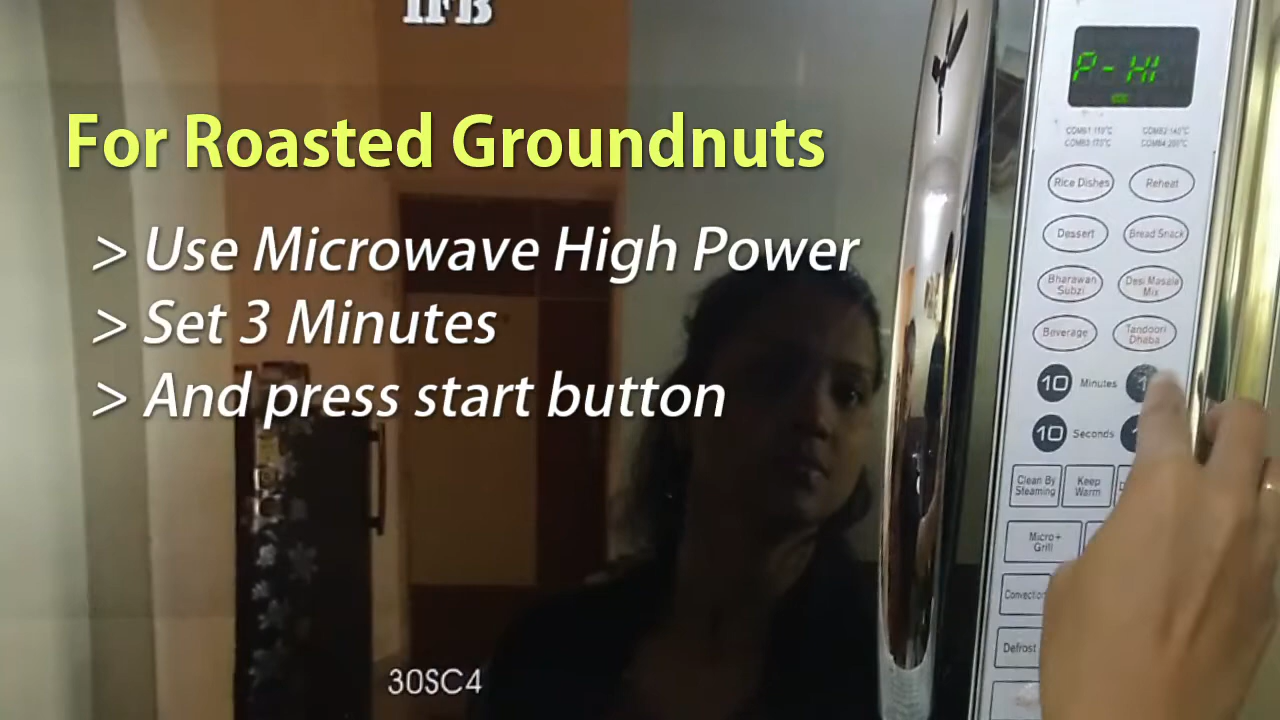 IFB
P-HI
For Roasted Groundnuts
COMB1:110°C COMB2:140°C
COMB3:170°C COMB4:200°C
Rice Dishes Reheat
> Use Microwave High Power
Dessert Bread Snack
Bharawan Subzi
Desi Masala Mix
> Set 3 Minutes
Beverage
Tandoori Dhaba
> And press start button
10 Minutes
10 Seconds
Clean By Steaming
Keep Warm
Micro+ Grill
Defrost
30SC4